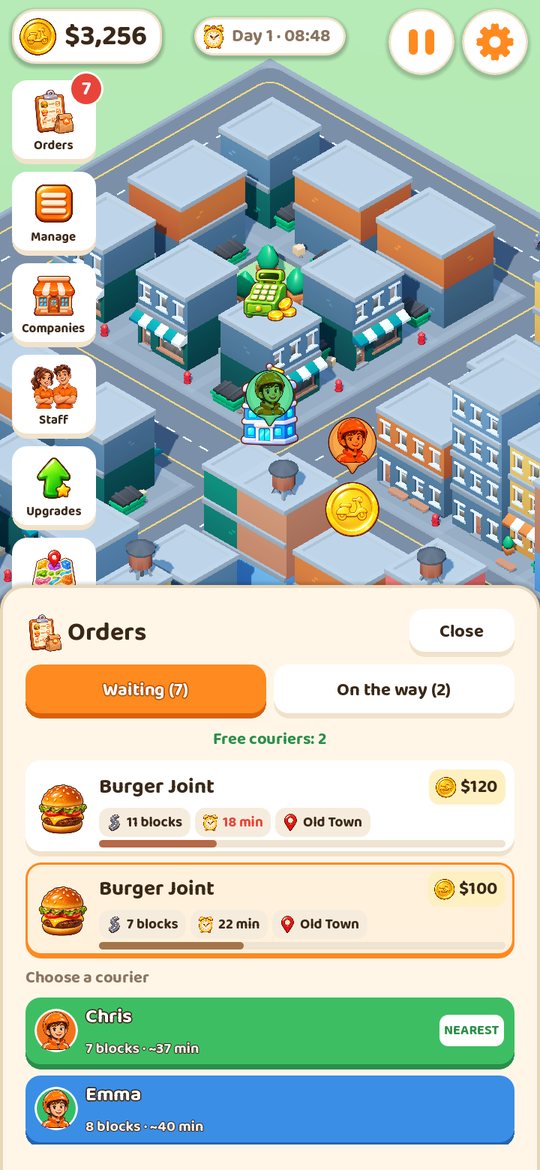 $3,256
Day 1 · 08:48
7
Orders
Manage
Companies
Staff
Upgrades
Orders
Close
Waiting (7)
On the way (2)
Free couriers: 2
Burger Joint
$120
11 blocks
18 min
Old Town
Burger Joint
$100
7 blocks
22 min
Old Town
Choose a courier
Chris
7 blocks · ~37 min
NEAREST
Emma
8 blocks · ~40 min